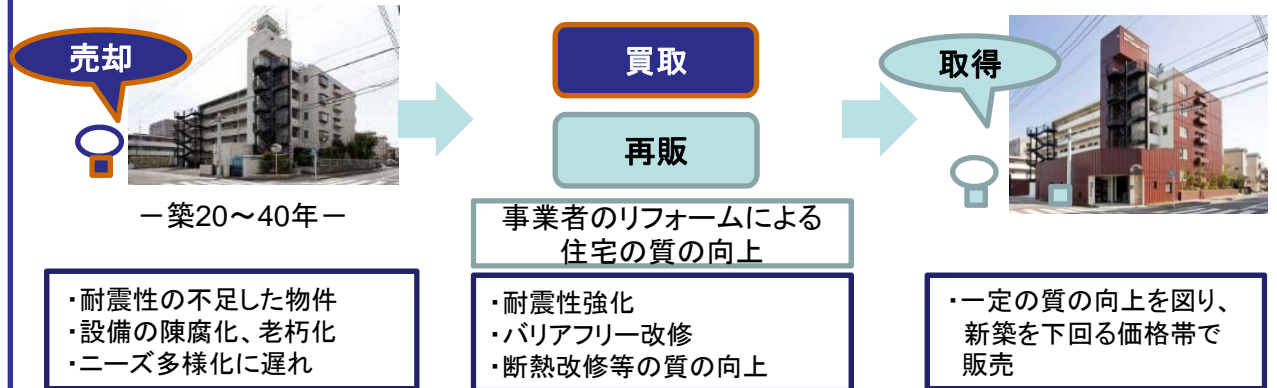 売却
買取
取得
再販
－築20～40年－
事業者のリフォームによる
住宅の質の向上
・耐震性の不足した物件
・設備の陳腐化、老朽化
・ニーズ多様化に遅れ
・耐震性強化
・バリアフリー改修
・断熱改修等の質の向上
・一定の質の向上を図り、
新築を下回る価格帯で
販売